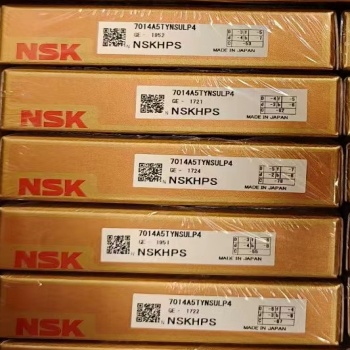 NSK
7014A5TYNSULP4
GE - 1953
NSKHPS
MADE IN JAPAN
NSK
7014A5TYNSULP4
GE - 1721
NSKHPS
MADE IN JAPAN
NSK
7014A5TYNSULP4
GE - 1724
NSKHPS
MADE IN JAPAN
NSK
7014A5TYNSULP4
GE - 1951
NSKHPS
MADE IN JAPAN
NSK
7014A5TYNSULP4
GE - 1722
NSKHPS
MADE IN JAPAN